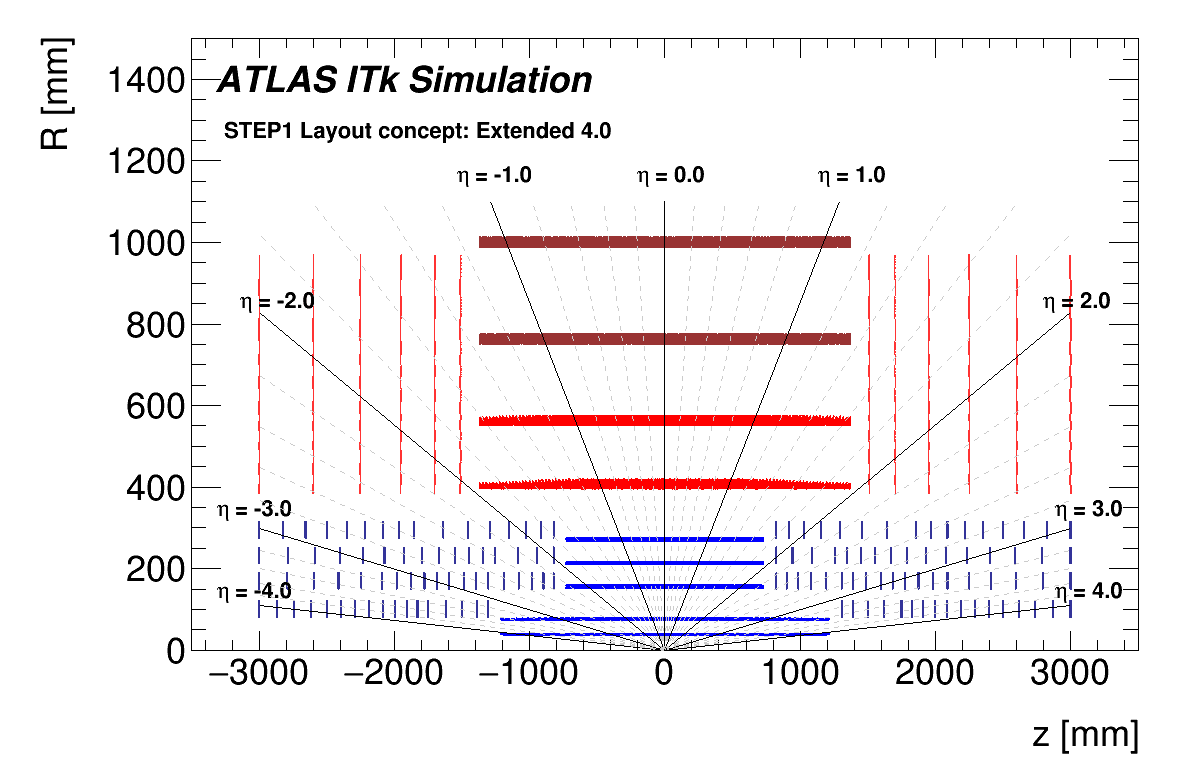 R [mm]
1400
ATLAS ITk Simulation
STEP1 Layout concept: Extended 4.0
1200
η = -1.0 η = 0.0 η = 1.0
1000
η = -2.0 η = 2.0
800
600
400
η = -3.0 η = 3.0
200
η = -4.0 η = 4.0
0
−3000 −2000 −1000 0 1000 2000 3000
z [mm]